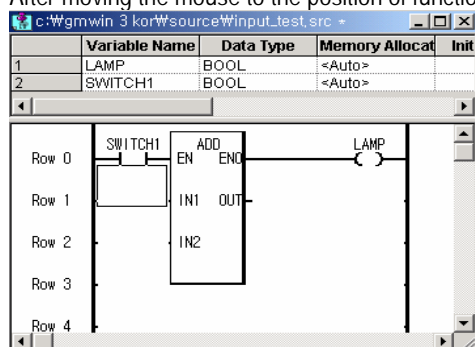 After moving the mouse to the position of functio
c:\gmwin 3 kor\source\input_test.src *
Variable Name Data Type Memory Allocat Init
1 LAMP BOOL <Auto>
2 SWITCH1 BOOL <Auto>
SWITCH1 ADD LAMP
Row 0 EN ENO
Row 1 IN1 OUT
Row 2 IN2
Row 3
Row 4